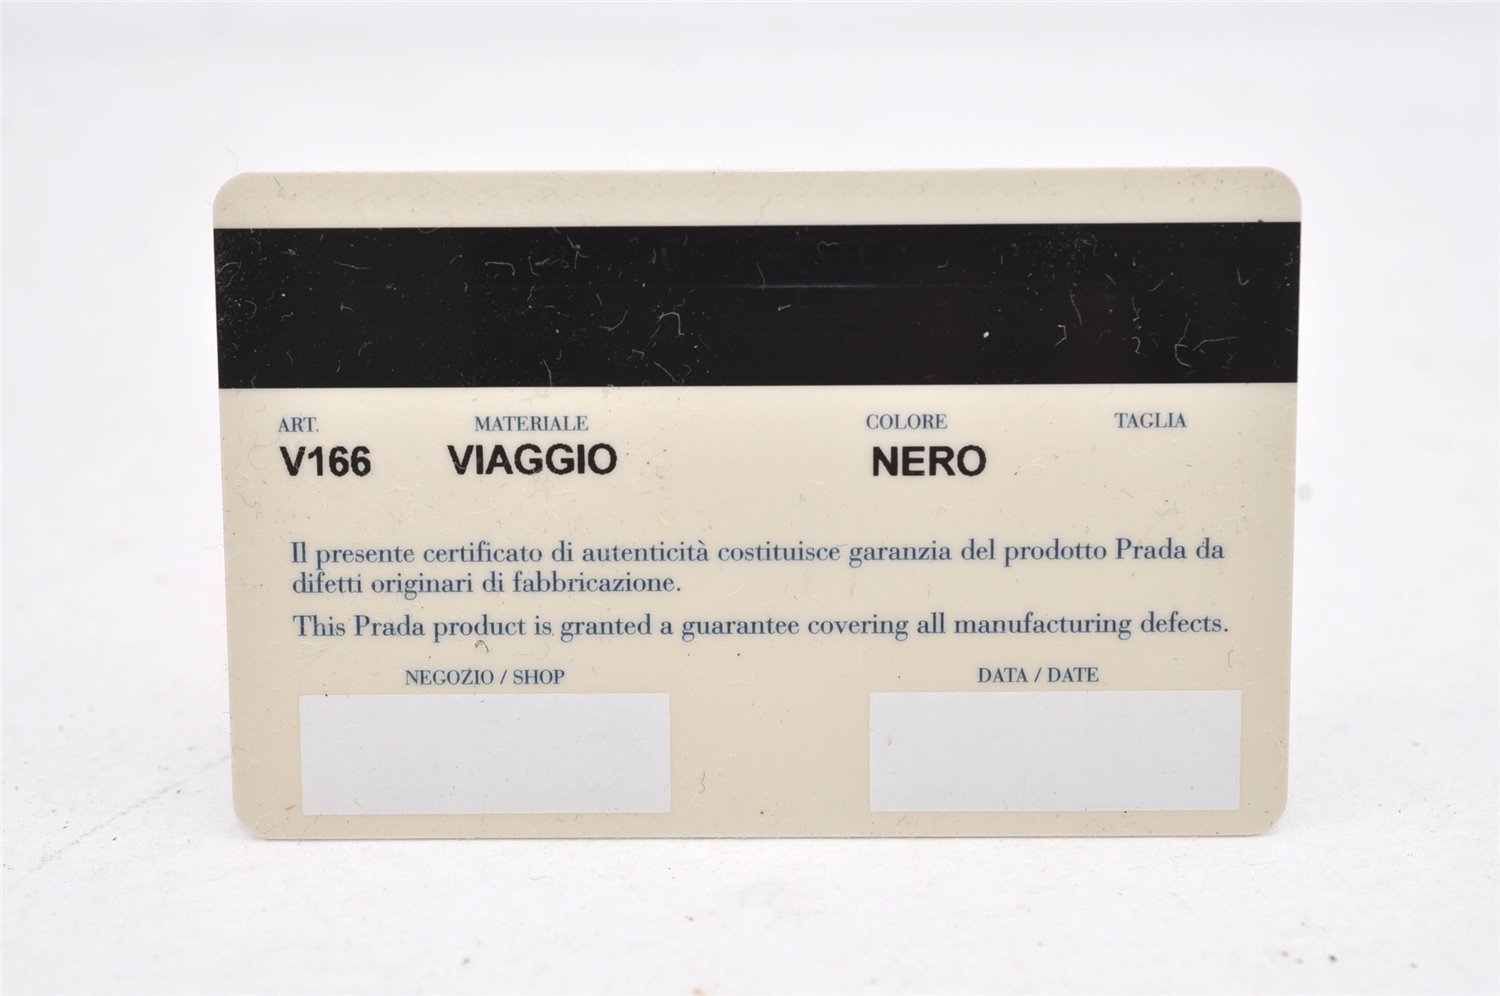 ART. MATERIALE COLORE TAGLIA
V166 VIAGGIO NERO
Il presente certificato di autenticità costituisce garanzia del prodotto Prada da
difetti originari di fabbricazione.
This Prada product is granted a guarantee covering all manufacturing defects.
NEGOZIO / SHOP DATA / DATE